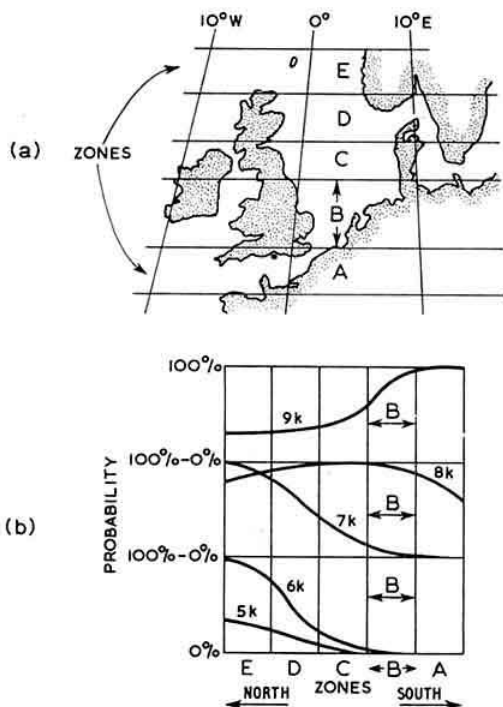 10°W 0° 10°E
E
D
(a) ZONES
C
B
A
100%
9k
B
100%-0%
8k
B
7k
(b)
PROBABILITY
100%-0%
6k
B
5k
0%
E D C B A
NORTH ZONES SOUTH